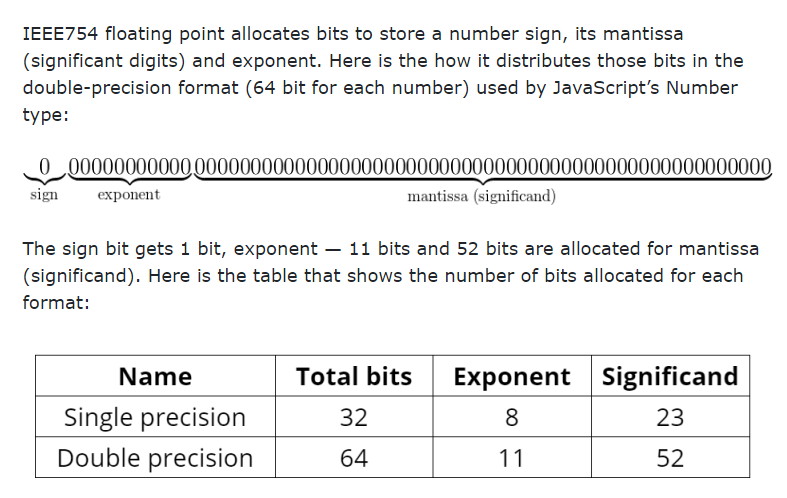 IEEE754 floating point allocates bits to store a number sign, its mantissa
(significant digits) and exponent. Here is the how it distributes those bits in the
double-precision format (64 bit for each number) used by JavaScript’s Number
type:
0 00000000000 0000000000000000000000000000000000000000000000000000
sign exponent mantissa (significand)
The sign bit gets 1 bit, exponent — 11 bits and 52 bits are allocated for mantissa
(significand). Here is the table that shows the number of bits allocated for each
format:
Name Total bits Exponent Significand
Single precision 32 8 23
Double precision 64 11 52